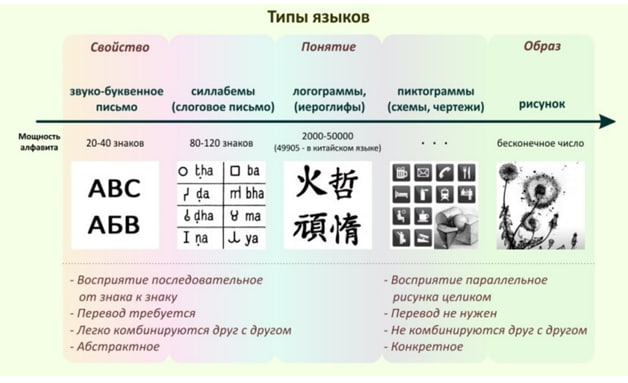 Типы языков
Свойство
Понятие
Образ
звуко-буквенное
письмо
силлабемы
(слоговое письмо)
логограммы,
(иероглифы)
пиктограммы
(схемы, чертежи)
рисунок
Мощность
алфавита
20-40 знаков
80-120 знаков
2000-50000
(49905 - в китайском языке)
. . .
бесконечное число
ABC
АБВ
ṭha
ba
ḍa
bha
ḍha
ma
ṇa
ya
火哲
頑惰
- Восприятие последовательное
от знака к знаку
- Перевод требуется
- Легко комбинируются друг с другом
- Абстрактное
- Восприятие параллельное
рисунка целиком
- Перевод не нужен
- Не комбинируются друг с другом
- Конкретное